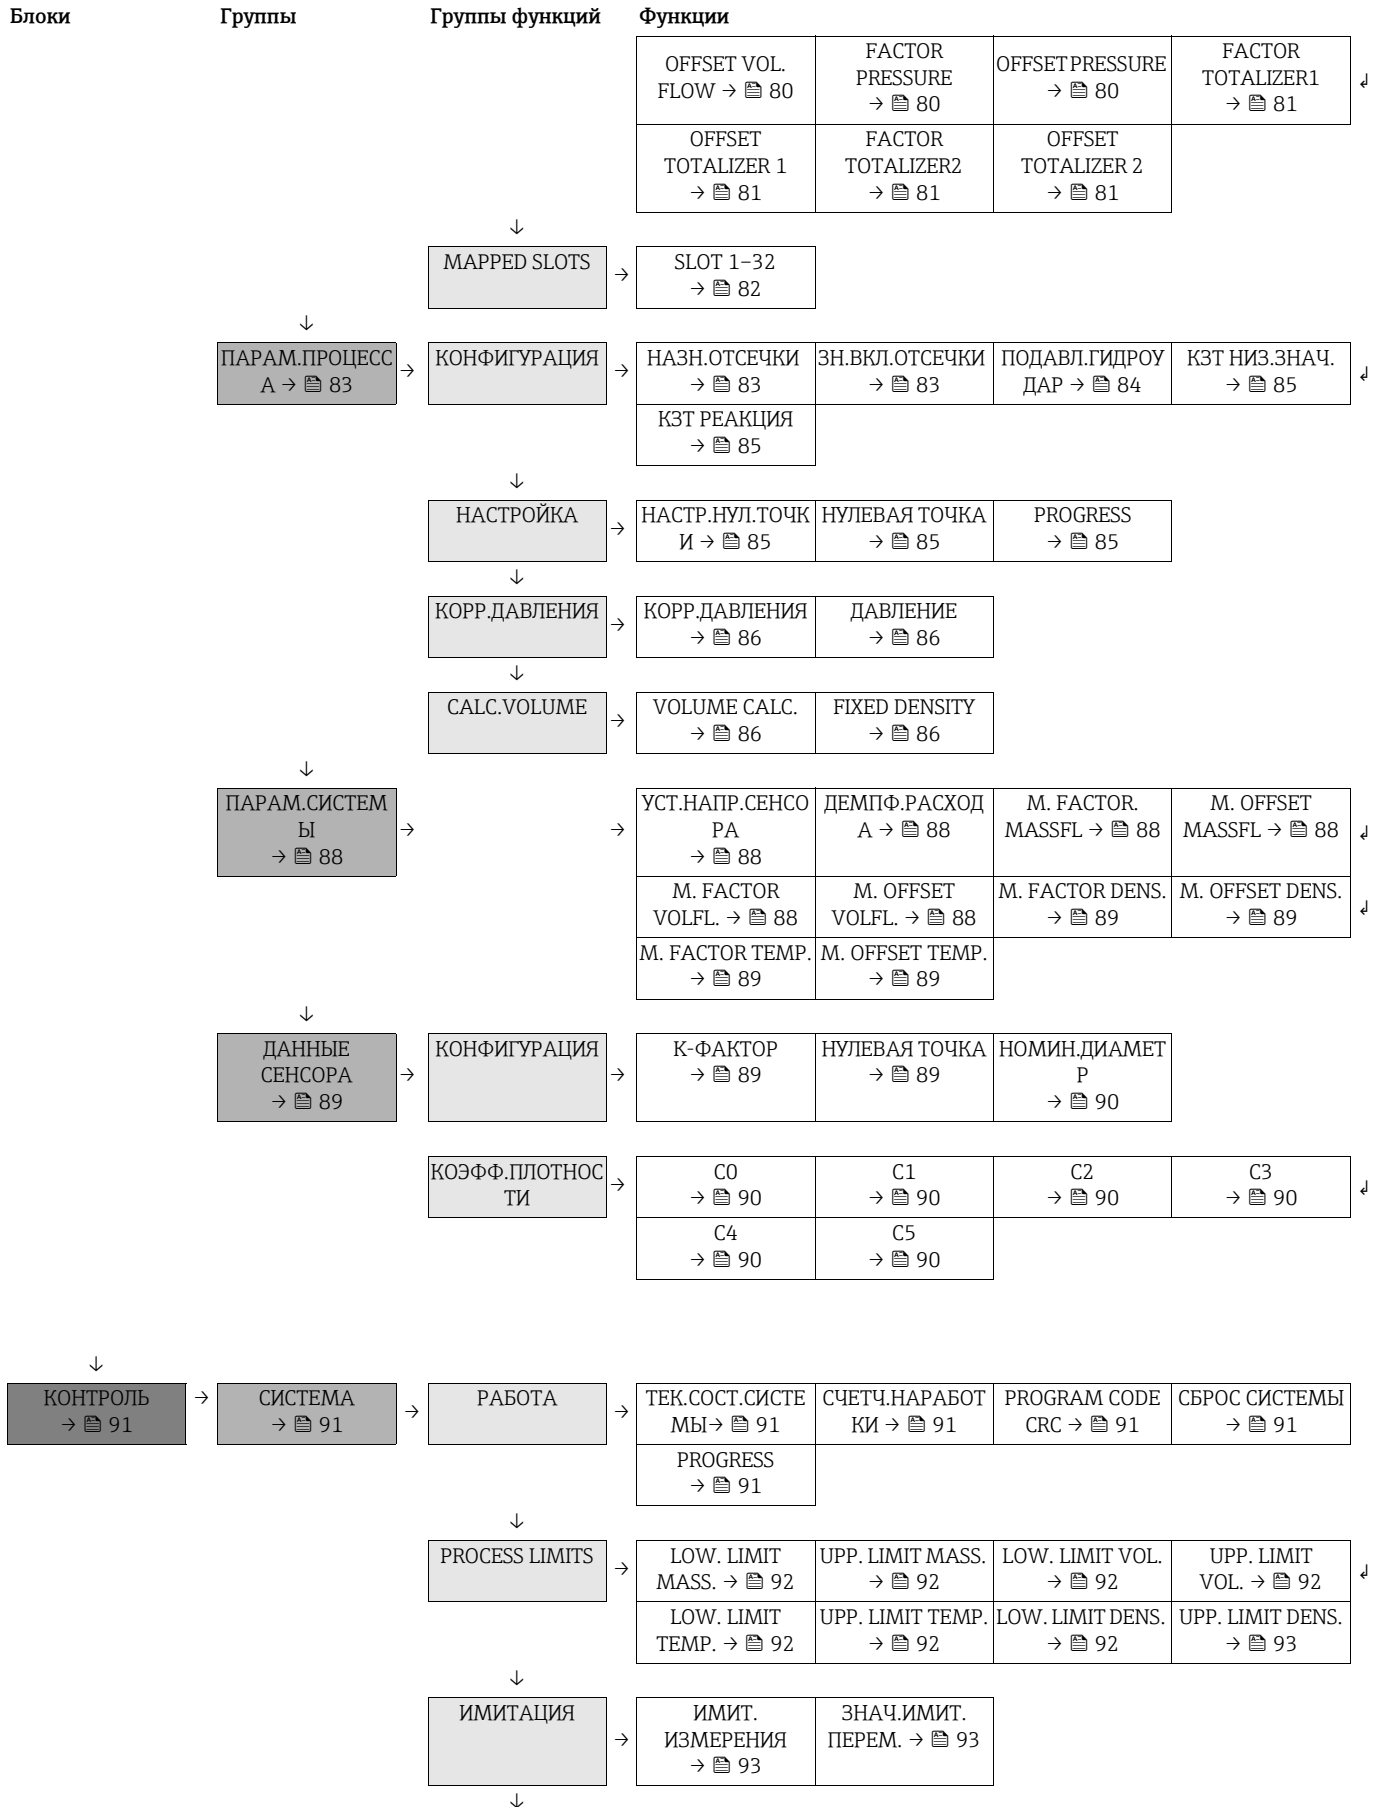 Блоки Группы Группы функций Функции
OFFSET VOL.
FLOW → 80
FACTOR
PRESSURE
→ 80
OFFSET PRESSURE
→ 80
FACTOR
TOTALIZER1
→ 81
OFFSET
TOTALIZER 1
→ 81
FACTOR
TOTALIZER2
→ 81
OFFSET
TOTALIZER 2
→ 81
MAPPED SLOTS
SLOT 1–32
→ 82
ПАРАМ.ПРОЦЕСС
А → 83
КОНФИГУРАЦИЯ
НАЗН.ОТСЕЧКИ
→ 83
ЗН.ВКЛ.ОТСЕЧКИ
→ 83
ПОДАВЛ.ГИДРОУ
ДАР → 84
КЗТ НИЗ.ЗНАЧ.
→ 85
КЗТ РЕАКЦИЯ
→ 85
НАСТРОЙКА
НАСТР.НУЛ.ТОЧК
И → 85
НУЛЕВАЯ ТОЧКА
→ 85
PROGRESS
→ 85
КОРР.ДАВЛЕНИЯ
КОРР.ДАВЛЕНИЯ
→ 86
ДАВЛЕНИЕ
→ 86
CALC.VOLUME
VOLUME CALC.
→ 86
FIXED DENSITY
→ 86
ПАРАМ.СИСТЕМ
Ы
→ 88
УСТ.НАПР.СЕНСО
РА
→ 88
ДЕМПФ.РАСХОД
А → 88
M. FACTOR.
MASSFL → 88
M. OFFSET
MASSFL → 88
M. FACTOR
VOLFL. → 88
M. OFFSET
VOLFL. → 88
M. FACTOR DENS.
→ 89
M. OFFSET DENS.
→ 89
M. FACTOR TEMP.
→ 89
M. OFFSET TEMP.
→ 89
ДАННЫЕ
СЕНСОРА
→ 89
КОНФИГУРАЦИЯ
К-ФАКТОР
→ 89
НУЛЕВАЯ ТОЧКА
→ 89
НОМИН.ДИАМЕТ
Р
→ 90
КОЭФФ.ПЛОТНОС
ТИ
C0
→ 90
C1
→ 90
C2
→ 90
C3
→ 90
C4
→ 90
C5
→ 90
КОНТРОЛЬ
→ 91
СИСТЕМА
→ 91
РАБОТА
ТЕК.СОСТ.СИСТЕ
МЫ→ 91
СЧЕТЧ.НАРАБОТ
КИ → 91
PROGRAM CODE
CRC → 91
СБРОС СИСТЕМЫ
→ 91
PROGRESS
→ 91
PROCESS LIMITS
LOW. LIMIT
MASS. → 92
UPP. LIMIT MASS.
→ 92
LOW. LIMIT VOL.
→ 92
UPP. LIMIT
VOL. → 92
LOW. LIMIT
TEMP. → 92
UPP. LIMIT TEMP.
→ 92
LOW. LIMIT DENS.
→ 92
UPP. LIMIT DENS.
→ 93
ИМИТАЦИЯ
ИМИТ.
ИЗМЕРЕНИЯ
→ 93
ЗНАЧ.ИМИТ.
ПЕРЕМ. → 93